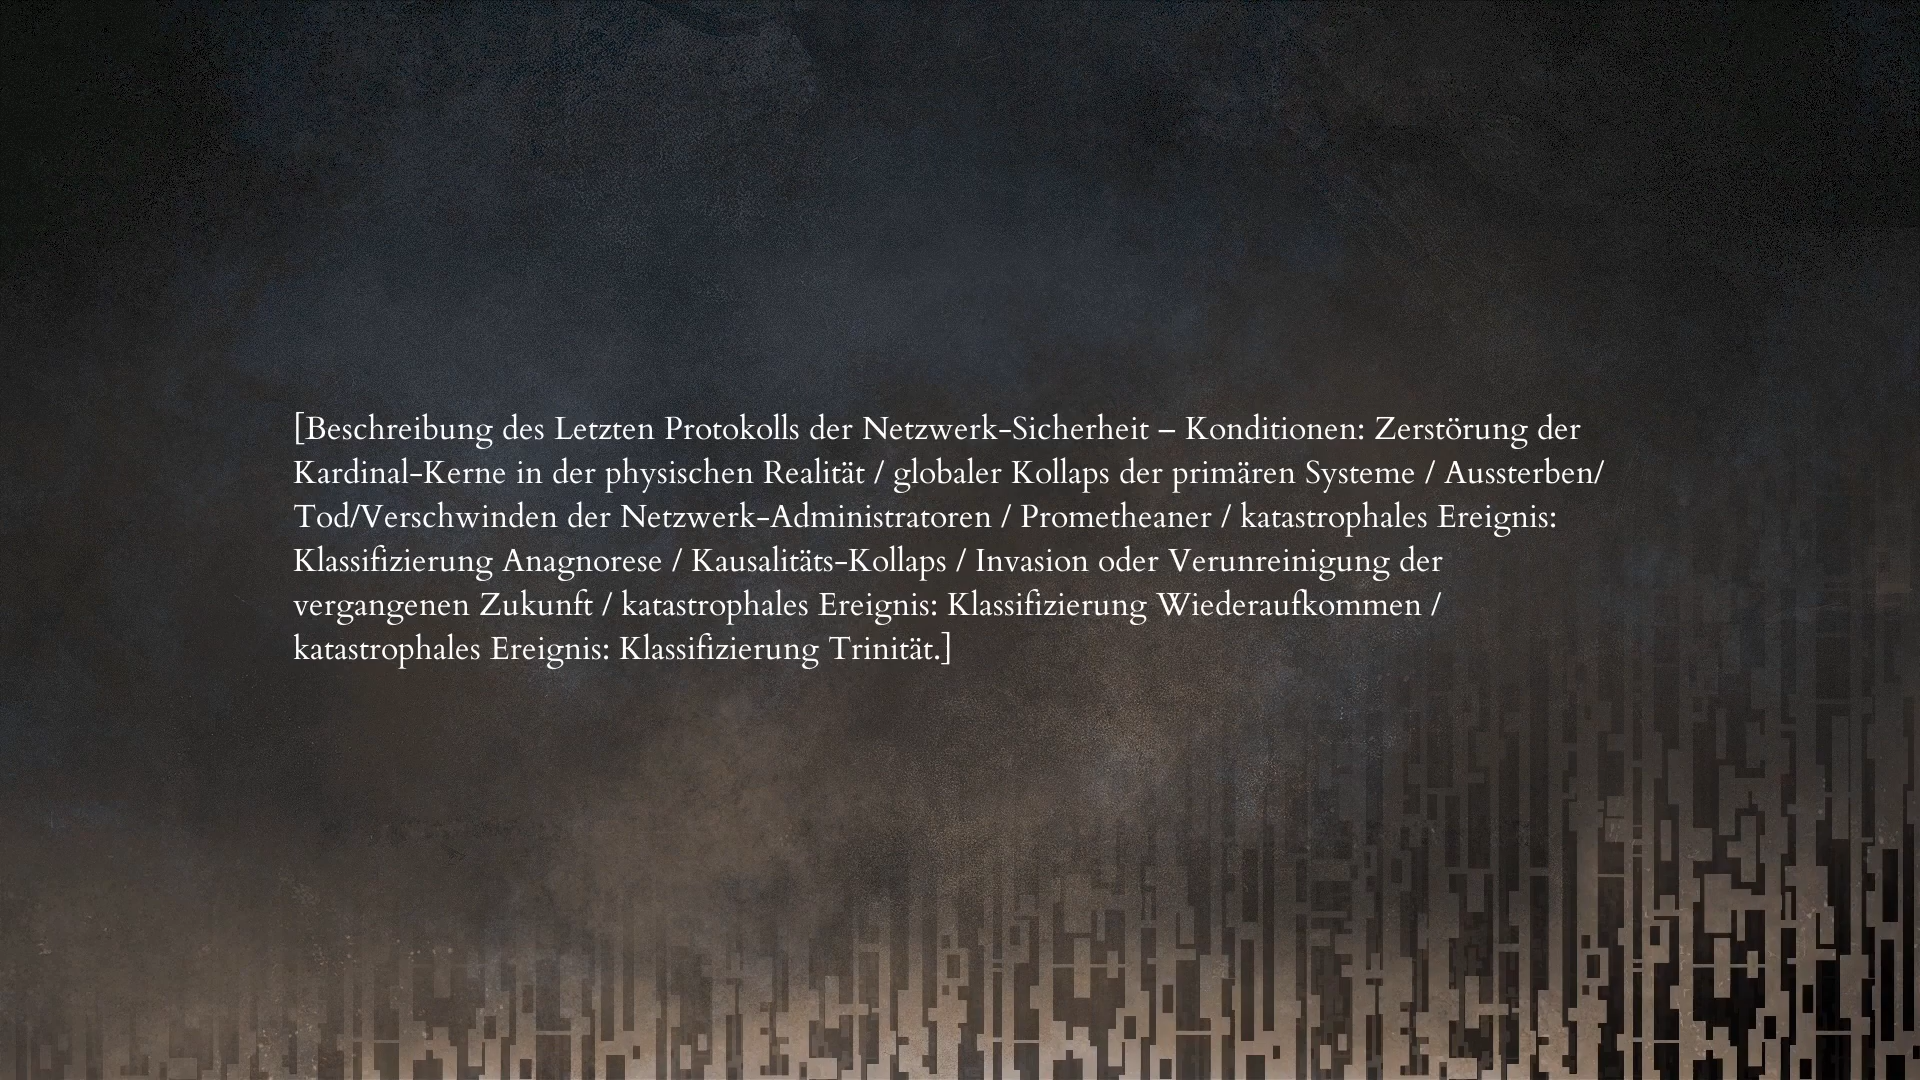 [Beschreibung des Letzten Protokolls der Netzwerk-Sicherheit – Konditionen: Zerstörung der
Kardinal-Kerne in der physischen Realität / globaler Kollaps der primären Systeme / Aussterben/
Tod/Verschwinden der Netzwerk-Administratoren / Prometheaner / katastrophales Ereignis:
Klassifizierung Anagnorese / Kausalitäts-Kollaps / Invasion oder Verunreinigung der
vergangenen Zukunft / katastrophales Ereignis: Klassifizierung Wiederaufkommen /
katastrophales Ereignis: Klassifizierung Trinität.]